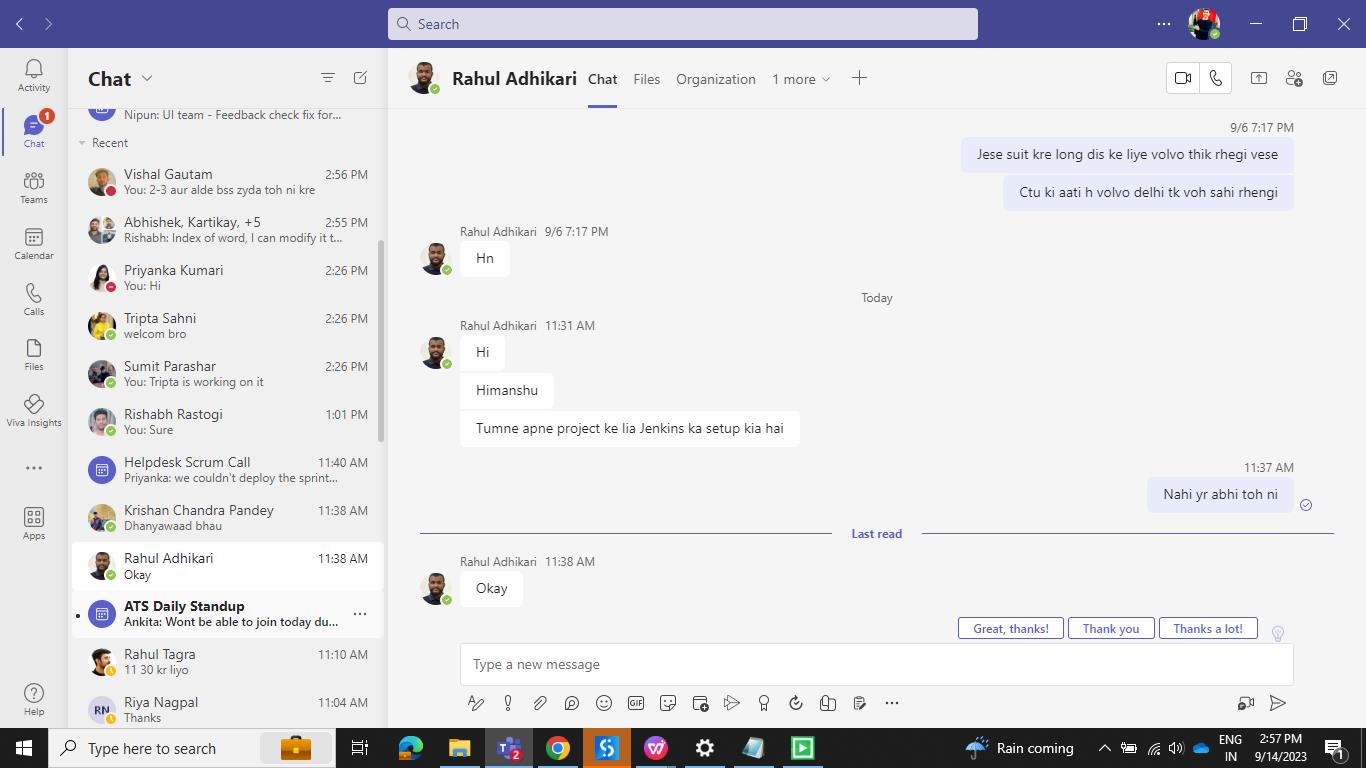 Search
Activity
Chat
1
Teams
Calendar
Calls
Files
Viva Insights
Apps
Help
Chat
Nipun: UI team - Feedback check fix for...
Recent
Vishal Gautam 2:56 PM
You: 2-3 aur alde bss zyda toh ni kre
Abhishek, Kartikay, +5 2:55 PM
Rishabh: Index of word, I can modify it t...
Priyanka Kumari 2:26 PM
You: Hi
Tripta Sahni 2:26 PM
welcom bro
Sumit Parashar 2:26 PM
You: Tripta is working on it
Rishabh Rastogi 1:01 PM
You: Sure
Helpdesk Scrum Call 11:40 AM
Priyanka: we couldn't deploy the sprint...
Krishan Chandra Pandey 11:38 AM
Dhanyawaad bhau
Rahul Adhikari 11:38 AM
Okay
ATS Daily Standup
Ankita: Wont be able to join today du...
Rahul Tagra 11:10 AM
11 30 kr liyo
RN
Riya Nagpal 11:04 AM
Thanks
Rahul Adhikari Chat Files Organization 1 more
9/6 7:17 PM
Jese suit kre long dis ke liye volvo thik rhegi vese
Ctu ki aati h volvo delhi tk voh sahi rhengi
Rahul Adhikari 9/6 7:17 PM
Hn
Today
Rahul Adhikari 11:31 AM
Hi
Himanshu
Tumne apne project ke lia Jenkins ka setup kia hai
11:37 AM
Nahi yr abhi toh ni
Last read
Rahul Adhikari 11:38 AM
Okay
Great, thanks! Thank you Thanks a lot!
Type a new message
GIF
Type here to search
2
Rain coming
ENG
IN
2:57 PM
9/14/2023
1